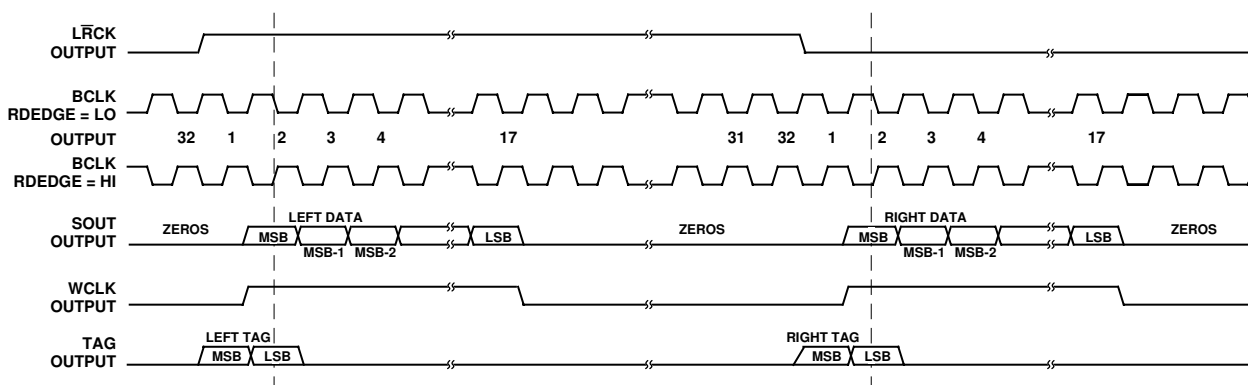 LR̅CK
OUTPUT
BCLK
RDEDGE = LO
OUTPUT 32 1 2 3 4 17 31 32 1 2 3 4 17
BCLK
RDEDGE = HI
SOUT
OUTPUT
ZEROS LEFT DATA ZEROS RIGHT DATA ZEROS
MSB LSB MSB LSB
MSB-1 MSB-2 MSB-1 MSB-2
WCLK
OUTPUT
TAG
OUTPUT
LEFT TAG RIGHT TAG
MSB LSB MSB LSB